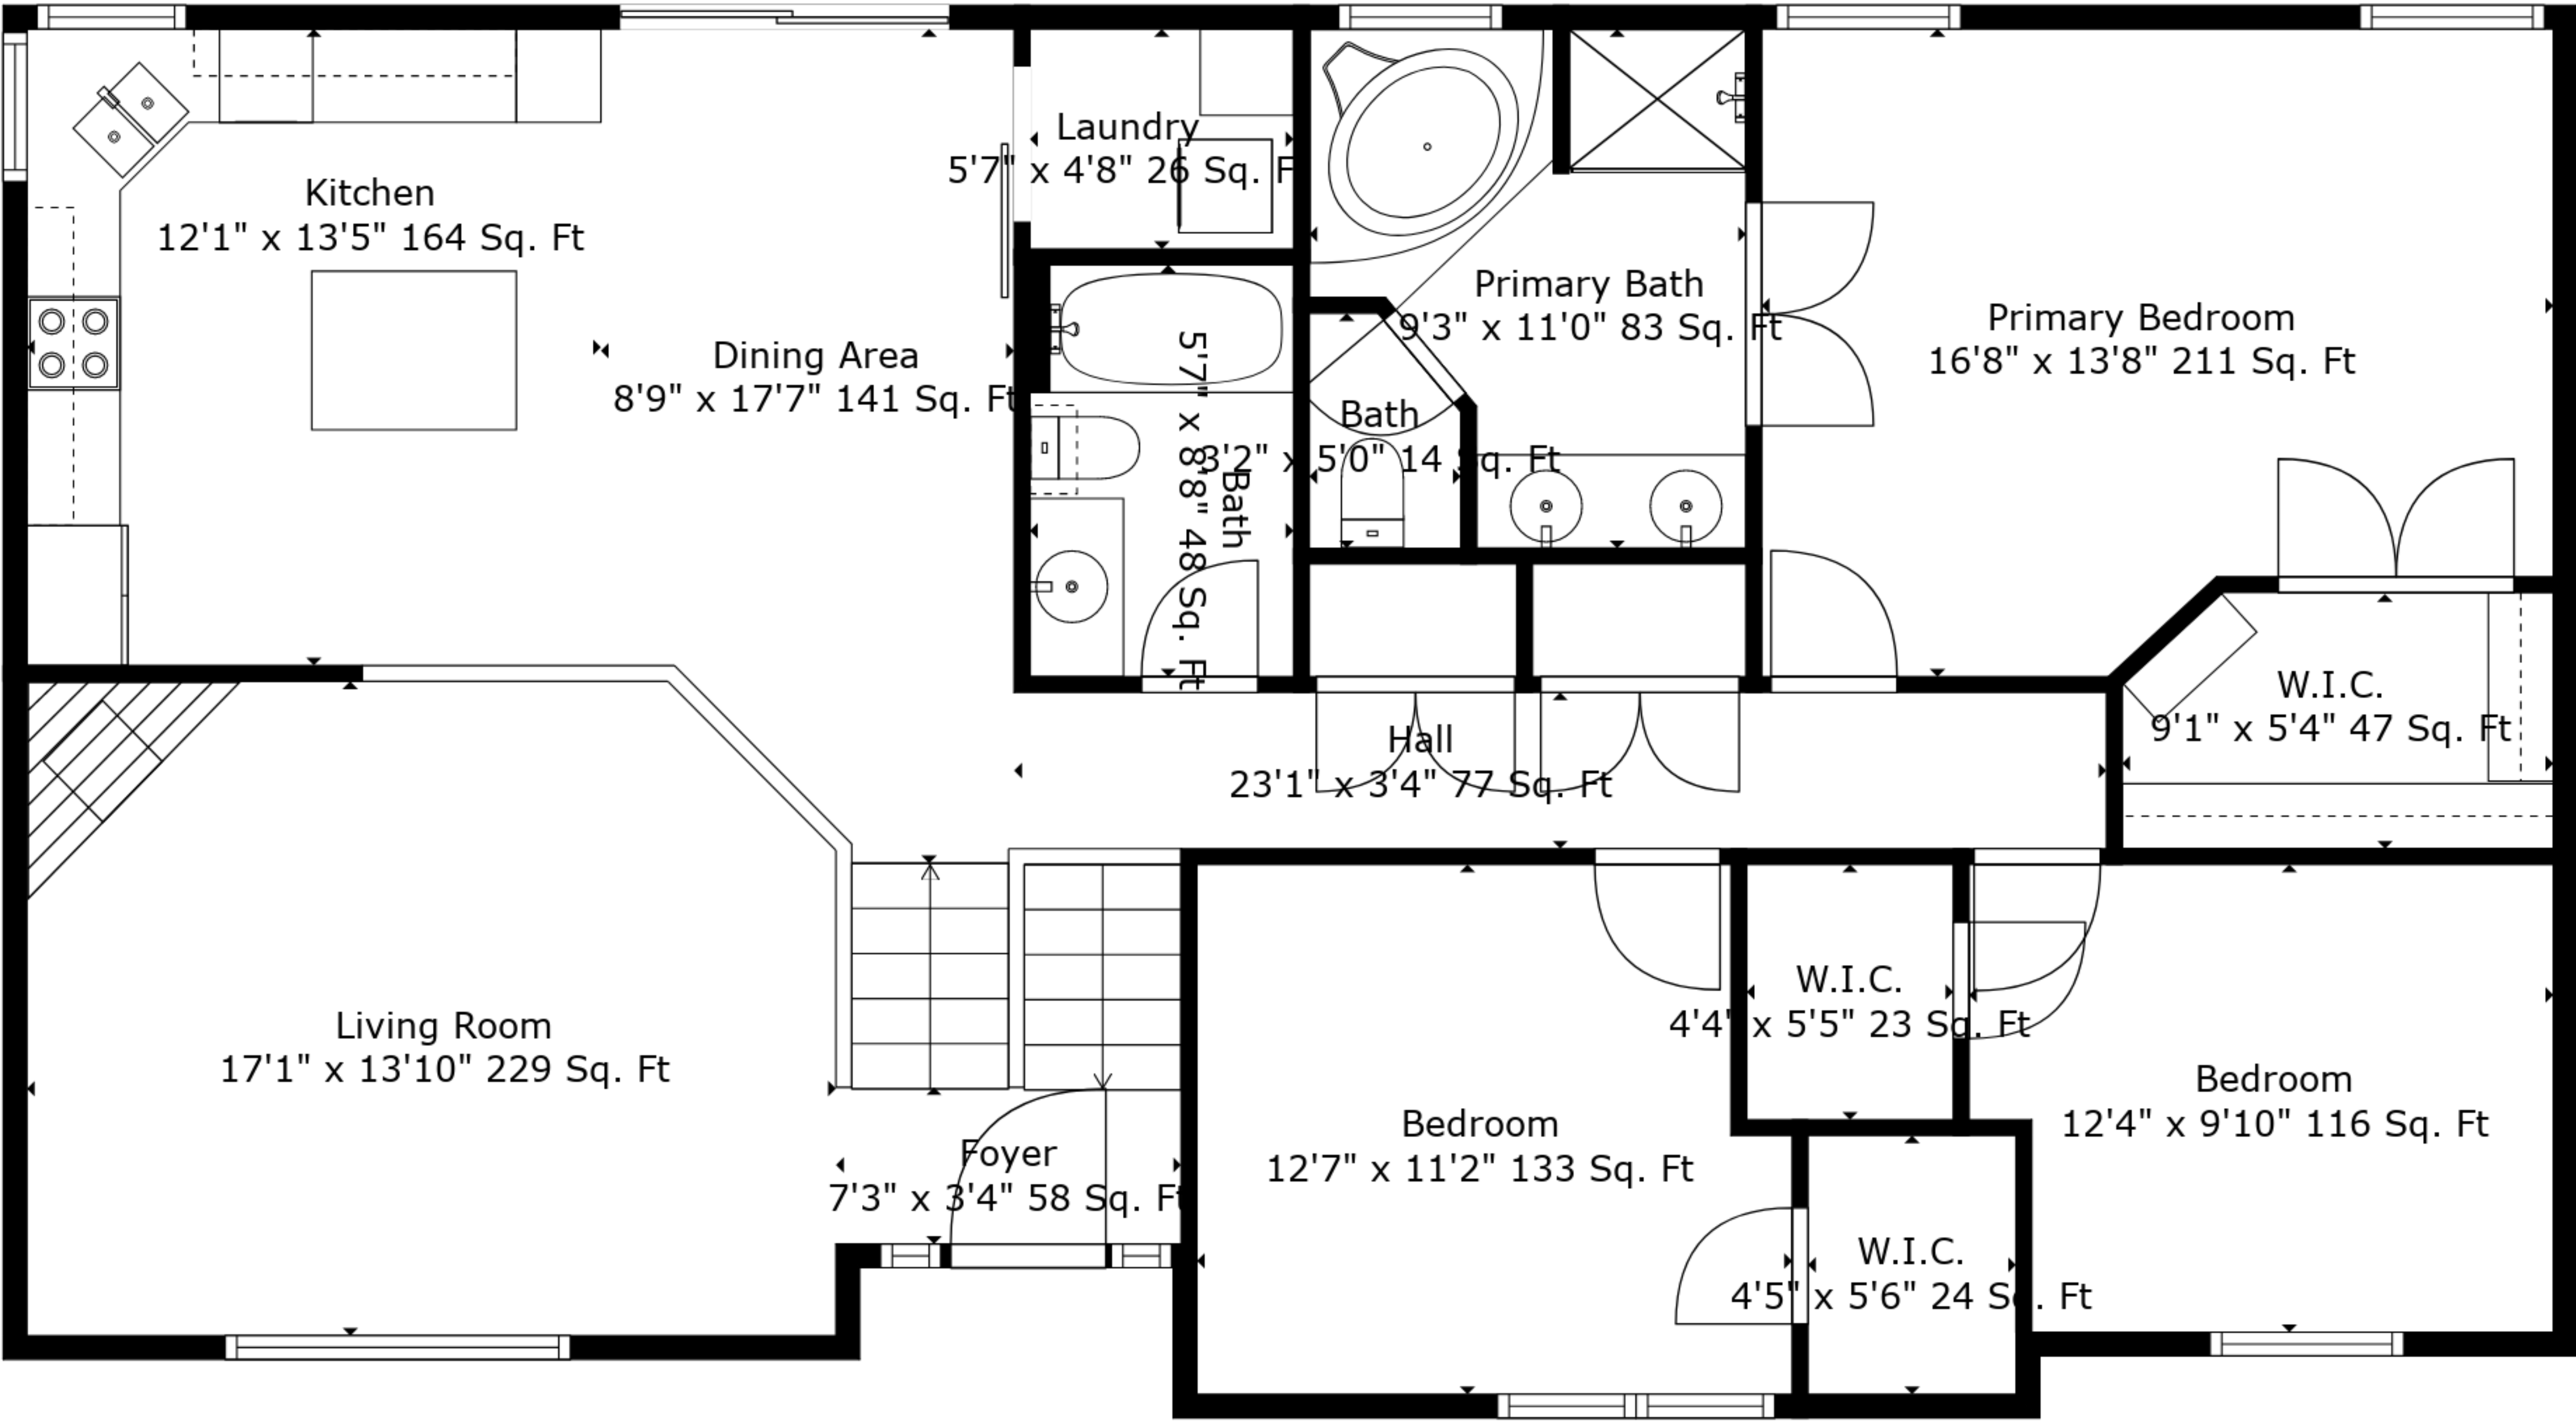 Kitchen
12'1" x 13'5" 164 Sq. Ft
Dining Area
8'9" x 17'7" 141 Sq. Ft
Laundry
5'7" x 4'8" 26 Sq. F
Primary Bath
9'3" x 11'0" 83 Sq. Ft
Primary Bedroom
16'8" x 13'8" 211 Sq. Ft
Bath
3'2" x 5'0" 14 Sq. Ft
Bath
5'7" x 8'8" 48 Sq. Ft
W.I.C.
9'1" x 5'4" 47 Sq. Ft
Hall
23'1" x 3'4" 77 Sq. Ft
Living Room
17'1" x 13'10" 229 Sq. Ft
Foyer
7'3" x 3'4" 58 Sq. Ft
Bedroom
12'7" x 11'2" 133 Sq. Ft
W.I.C.
4'4" x 5'5" 23 Sq. Ft
Bedroom
12'4" x 9'10" 116 Sq. Ft
W.I.C.
4'5" x 5'6" 24 Sq. Ft